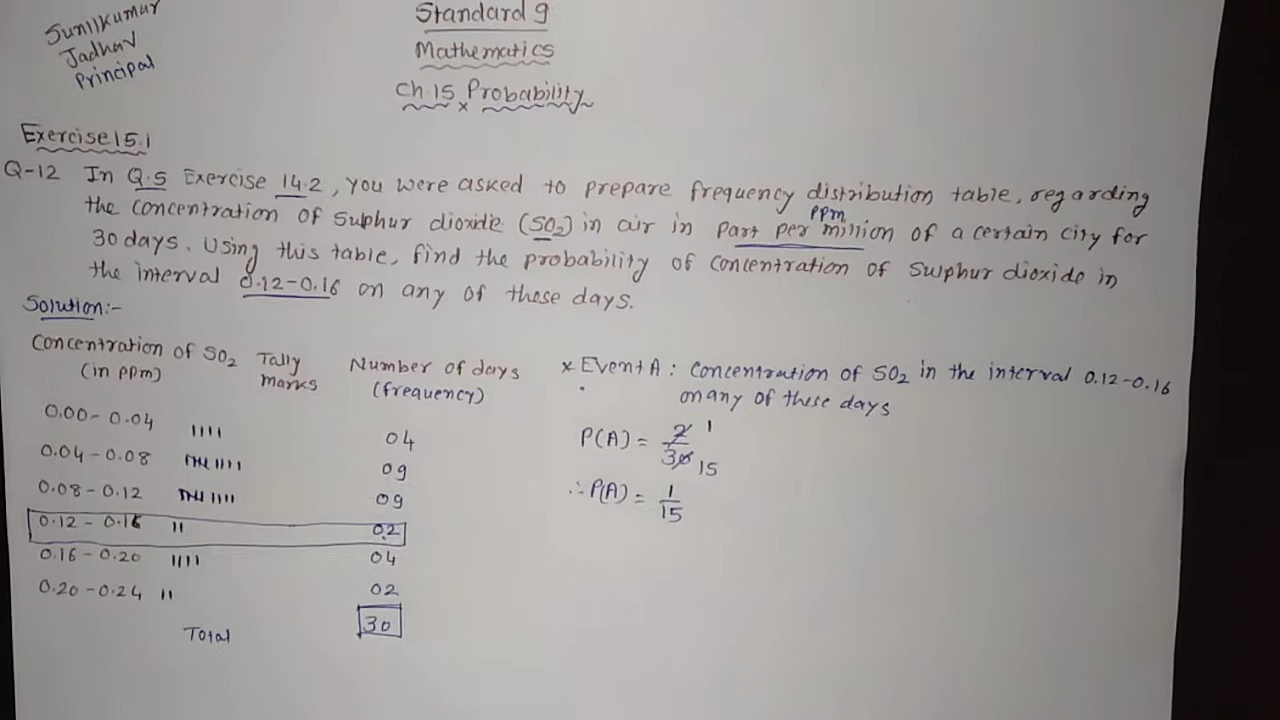 Sunilkumar
Jadhav
Principal
Standard 9
Mathematics
Ch.15 Probability
x
Exercise 15.1
Q-12 In Q.5 Exercise 14.2, you were asked to prepare frequency distribution table, regarding
the concentration of Sulphur dioxide (SO2) in air in part per million of a certain city for
PPM
30 days. Using this table, find the probability of concentration of Sulphur dioxide in
the interval 0.12-0.16 on any of these days.
Solution:-
Concentration of SO2 Tally Number of days
(in ppm) marks (frequency)
0.00-0.04 |||| 04
0.04-0.08 |||| |||| 09
0.08-0.12 |||| |||| 09
0.12-0.16 || 02
0.16-0.20 |||| 04
0.20-0.24 || 02
Total 30
x Event A : Concentration of SO2 in the interval 0.12-0.16
on any of these days
P(A) = 2/30 1 15
∴ P(A) = 1/15